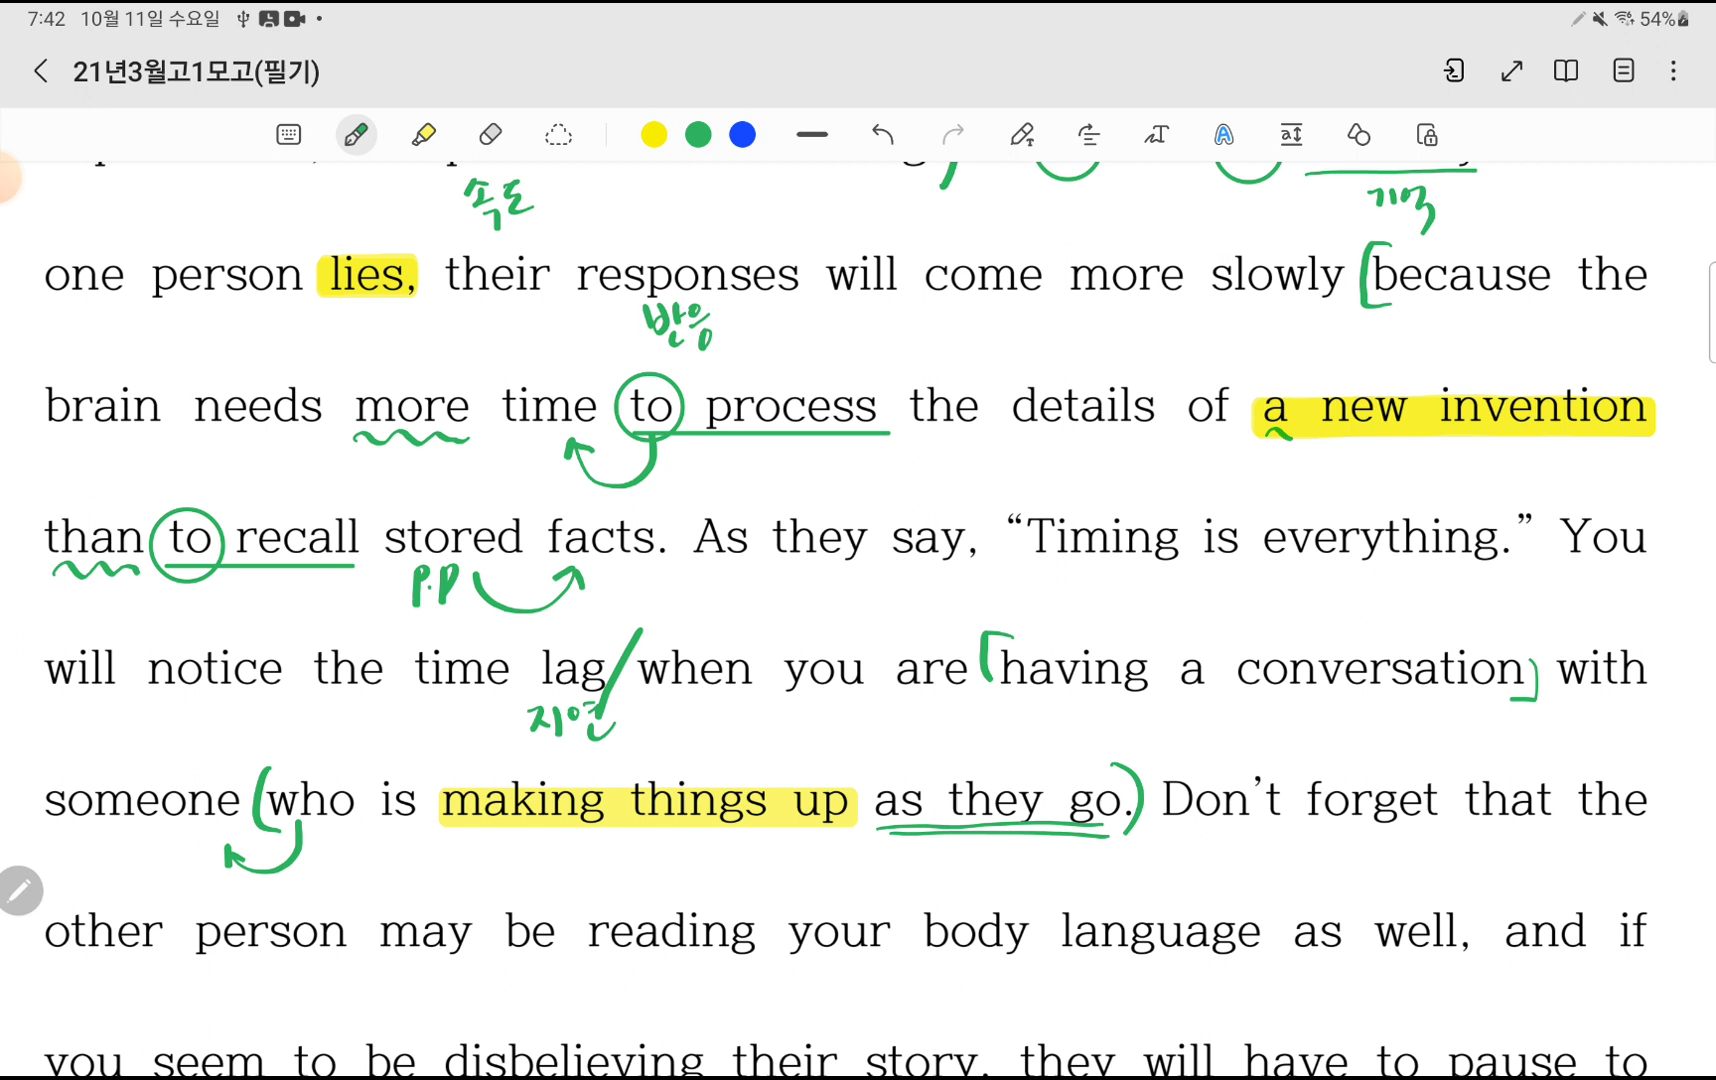 7:42 10월 11일 수요일 54%
21년3월고1모고(필기)
속도
기억
one person lies, their responses will come more slowly because the
반응
brain needs more time to process the details of a new invention
than to recall stored facts. As they say, “Timing is everything.” You
P.P
will notice the time lag when you are having a conversation with
지연
someone who is making things up as they go. Don’t forget that the
other person may be reading your body language as well, and if
you seem to be disbelieving their story, they will have to pause to